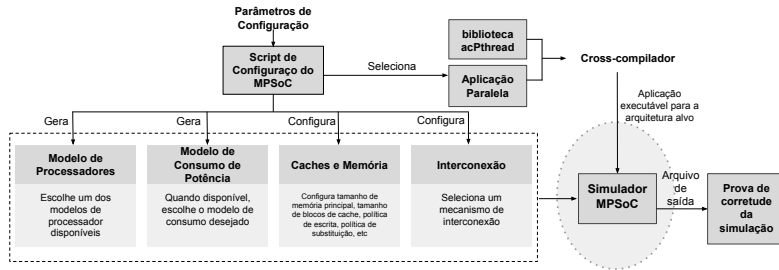 Parâmetros de
Configuração
Script de
Configuraço do
MPSoC
Seleciona
biblioteca
acPthread
Aplicação
Paralela
Cross-compilador
Aplicação
executável para a
arquitetura alvo
Gera
Gera
Configura
Configura
Modelo de
Processadores
Escolhe um dos
modelos de
processador
disponíveis
Modelo de
Consumo de
Potência
Quando disponível,
escolhe o modelo de
consumo desejado
Caches e Memória
Configura tamanho de
memória principal, tamanho
de blocos de cache, política
de escrita, política de
substituição, etc
Interconexão
Seleciona um
mecanismo de
interconexão
Simulador
MPSoC
Arquivo
de
saída
Prova de
corretude
da
simulação